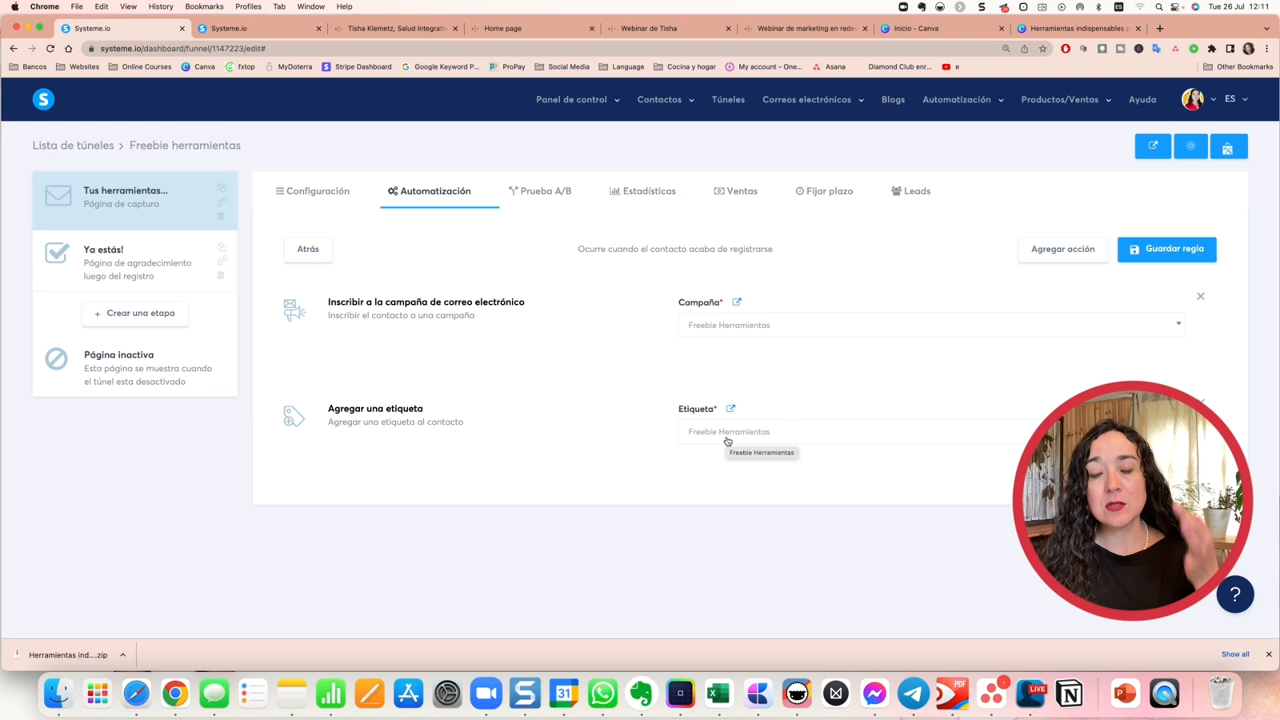 Chrome File Edit View History Bookmarks Profiles Tab Window Help
Tue 26 Jul 12:11
Systeme.io
Systeme.io
Tisha Klemetz, Salud Integrativ
Home page
Webinar de Tisha
Webinar de marketing en redes
Inicio - Canva
Herramientas indispensables p
systeme.io/dashboard/funnel/1147223/edit#
Bancos Websites Online Courses Canva fxtop MyDoterra Stripe Dashboard Google Keyword P... ProPay Social Media Language Cocina y hogar My account - One... Asana Diamond Club enr... e Other Bookmarks
S Panel de control Contactos Túneles Correos electrónicos Blogs Automatización Productos/Ventas Ayuda ES
Lista de túneles > Freebie herramientas
Tus herramientas...
Página de captura
Ya estás!
Página de agradecimiento
luego del registro
+ Crear una etapa
Página inactiva
Esta página se muestra cuando
el túnel esta desactivado
Configuración Automatización Prueba A/B Estadísticas Ventas Fijar plazo Leads
Atrás Ocurre cuando el contacto acaba de registrarse Agregar acción Guardar regla
Inscribir a la campaña de correo electrónico
Inscribir el contacto a una campaña
Campaña*
Freebie Herramientas
Agregar una etiqueta
Agregar una etiqueta al contacto
Etiqueta*
Freebie Herramientas
Freebie Herramientas
?
Herramientas ind....zip
Show all